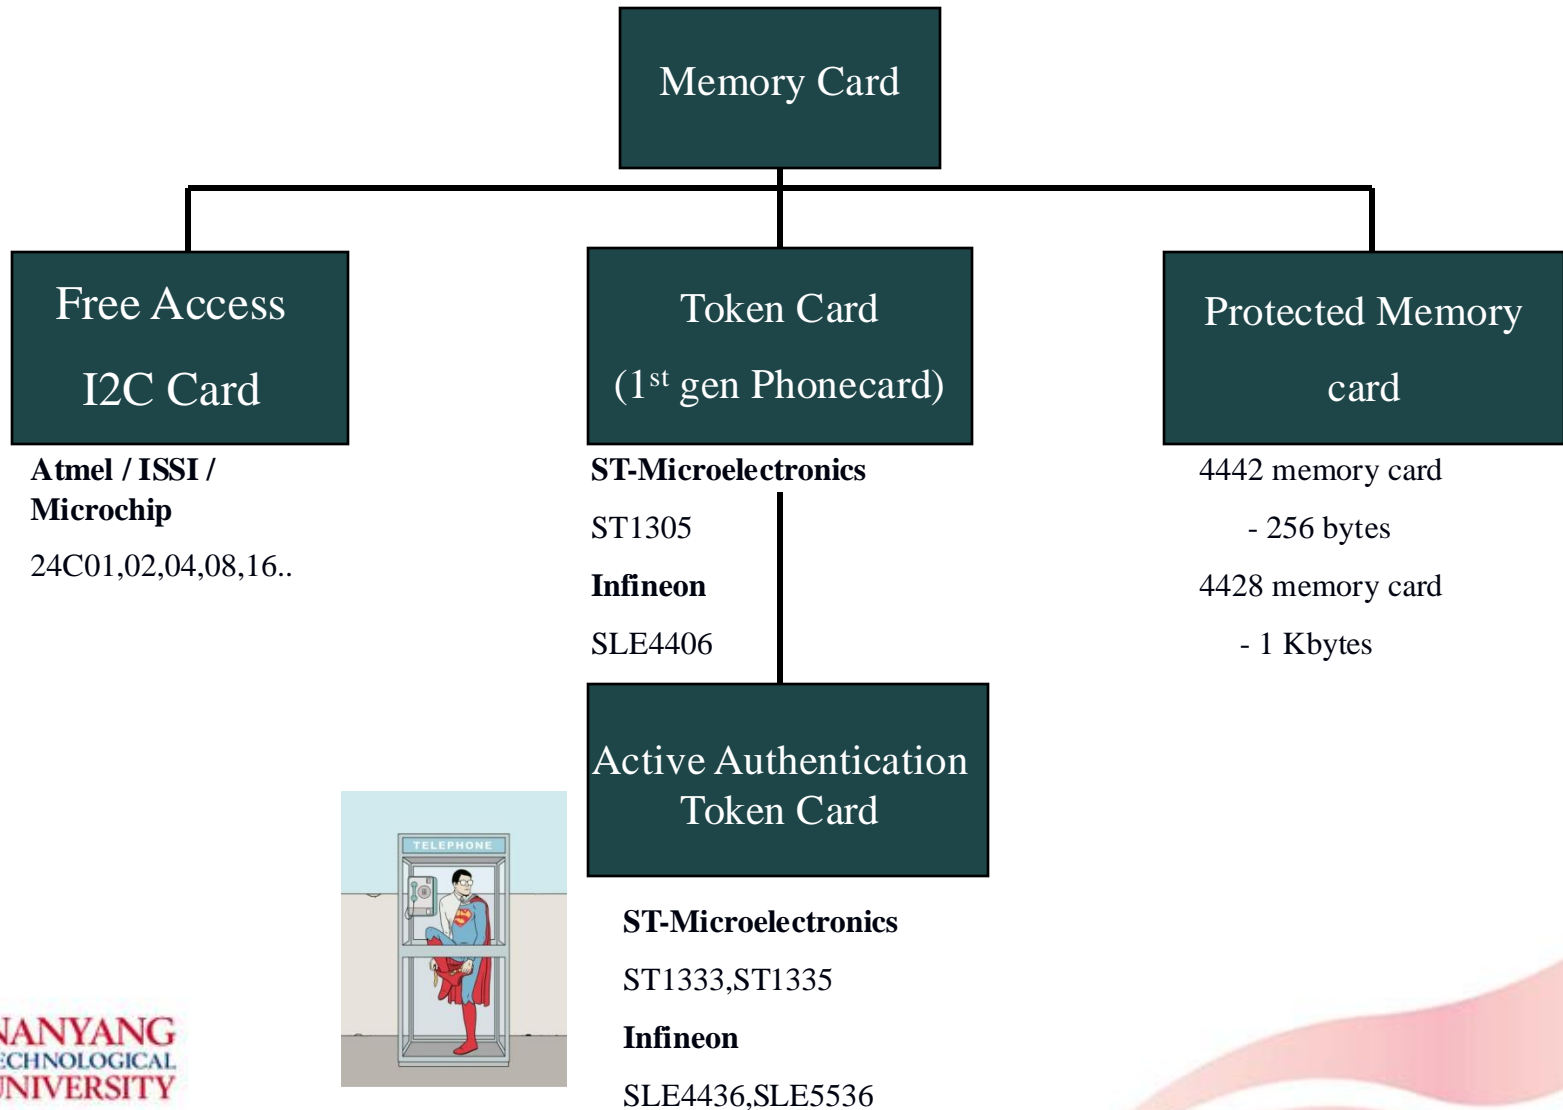 Memory Card
Free Access
I2C Card
Token Card
(1st gen Phonecard)
Protected Memory
card
Atmel / ISSI /
Microchip
24C01,02,04,08,16..
ST-Microelectronics
ST1305
Infineon
SLE4406
4442 memory card
- 256 bytes
4428 memory card
- 1 Kbytes
Active Authentication
Token Card
TELEPHONE
ST-Microelectronics
ST1333,ST1335
Infineon
SLE4436,SLE5536
NANYANG
TECHNOLOGICAL
UNIVERSITY